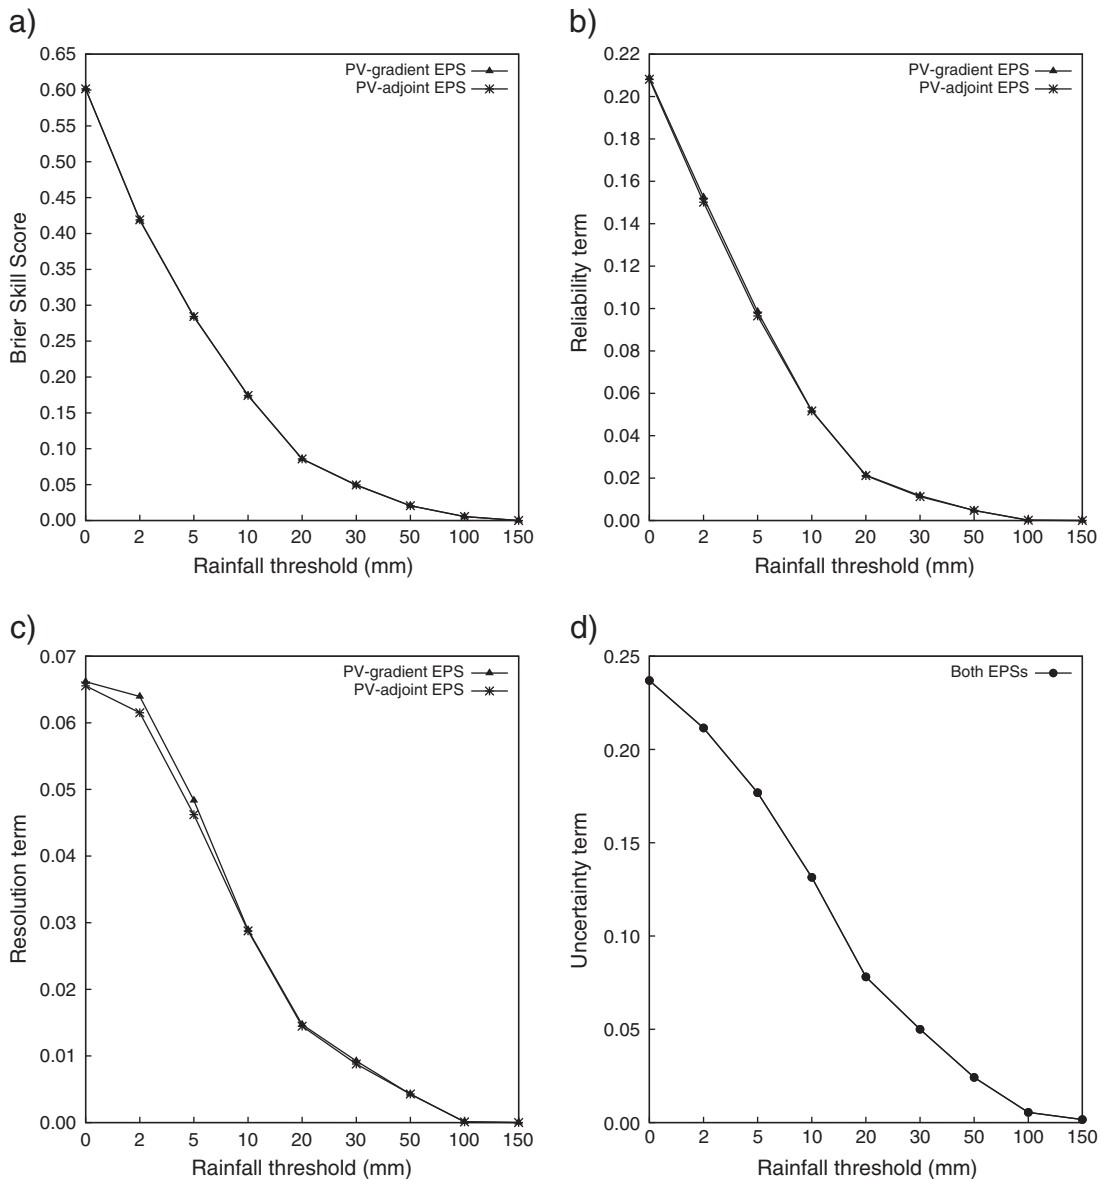 a)
0.65
0.60
0.55
0.50
0.45
0.40
0.35
0.30
0.25
0.20
0.15
0.10
0.05
0.00
Brier Skill Score
PV-gradient EPS
PV-adjoint EPS
0 2 5 10 20 30 50 100 150
Rainfall threshold (mm)
b)
0.22
0.20
0.18
0.16
0.14
0.12
0.10
0.08
0.06
0.04
0.02
0.00
Reliability term
PV-gradient EPS
PV-adjoint EPS
0 2 5 10 20 30 50 100 150
Rainfall threshold (mm)
c)
0.07
0.06
0.05
0.04
0.03
0.02
0.01
0.00
Resolution term
PV-gradient EPS
PV-adjoint EPS
0 2 5 10 20 30 50 100 150
Rainfall threshold (mm)
d)
0.25
0.20
0.15
0.10
0.05
0.00
Uncertainty term
Both EPSs
0 2 5 10 20 30 50 100 150
Rainfall threshold (mm)